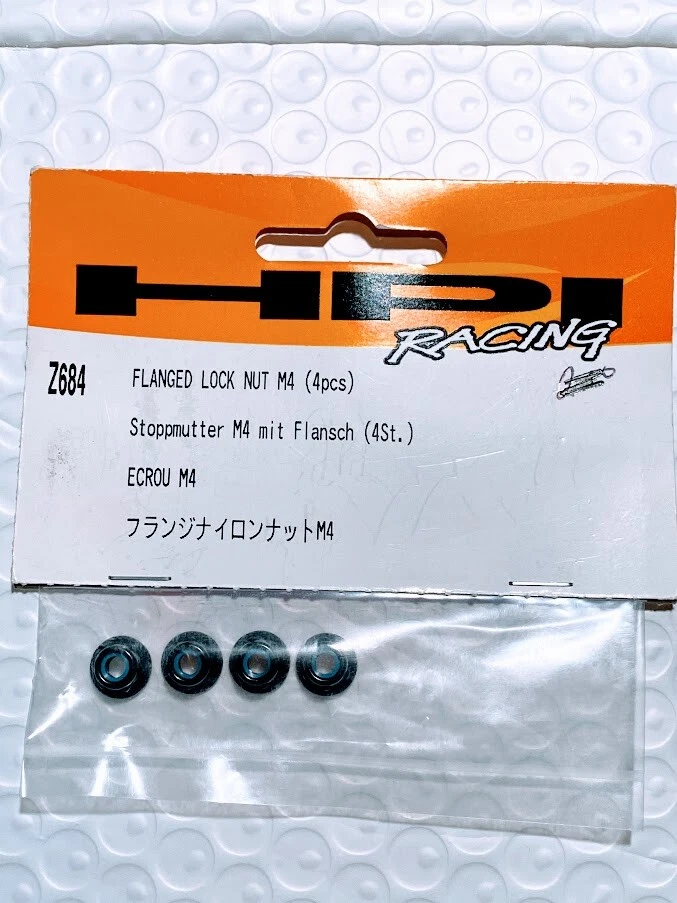 HPI
RACING
Z684
FLANGED LOCK NUT M4 (4pcs)
Stoppmutter M4 mit Flansch (4St.)
ECROU M4
フランジナイロンナットM4